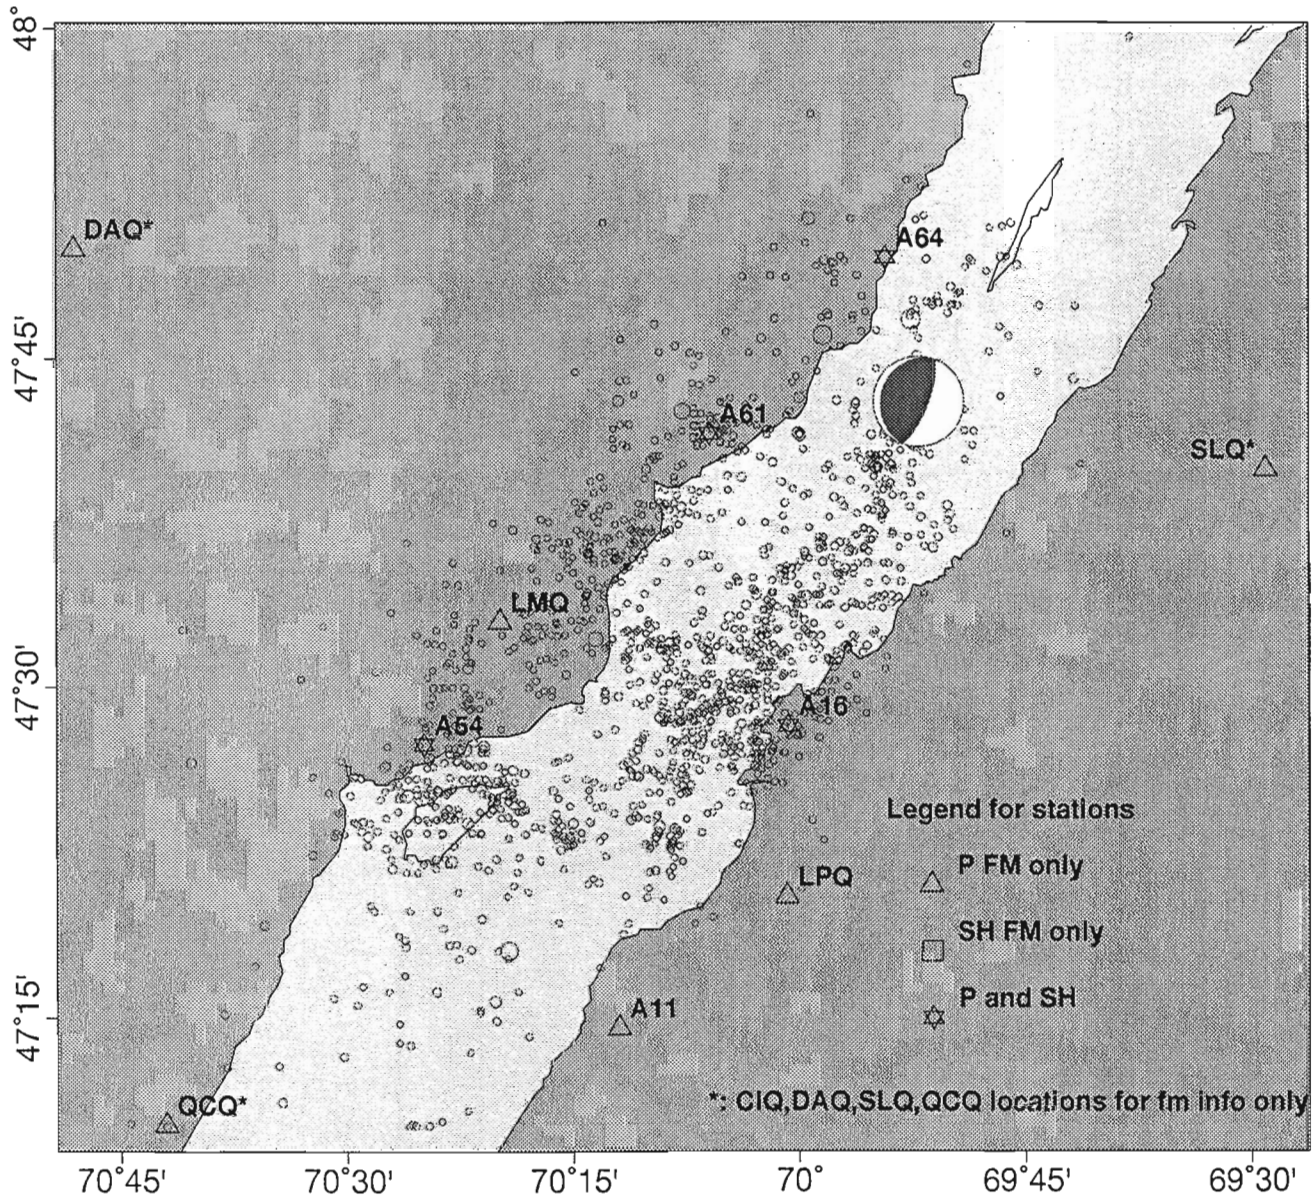 48°
DAQ*
A64
47°45'
A61
SLQ*
LMQ
47°30'
A16
A54
Legend for stations
LPQ
P FM only
SH FM only
A11
P and SH
47°15'
QCQ*
*: CIQ,DAQ,SLQ,QCQ locations for fm info only
70°45' 70°30' 70°15' 70° 69°45' 69°30'